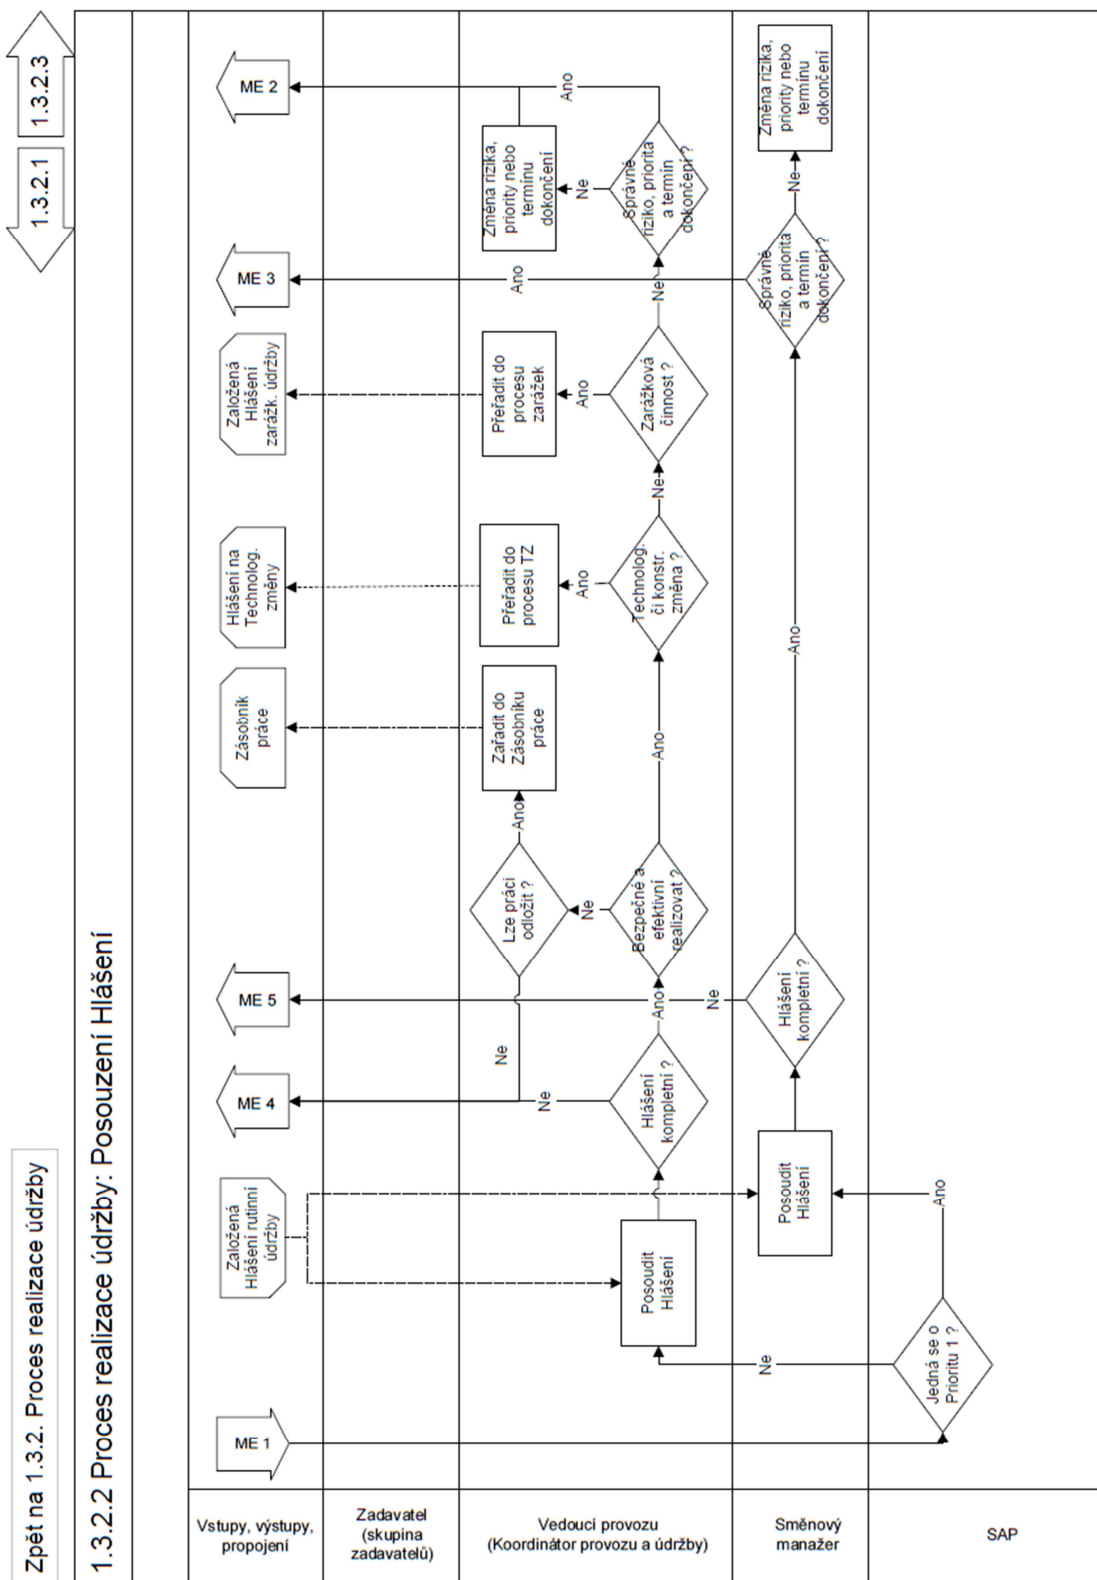 Zpět na 1.3.2. Proces realizace údržby
1.3.2.1
1.3.2.3
1.3.2.2 Proces realizace údržby: Posouzení Hlášení
Vstupy, výstupy,
propojení
ME 1
Založená
Hlášení rutinní
údržby
ME 4
ME 5
Zásobník
práce
Hlášení na
Technolog.
změny
Založená
Hlášení
zarážk. údržby
ME 3
ME 2
Zadavatel
(skupina
zadavatelů)
Vedoucí provozu
(Koordinátor provozu a údržby)
Posoudit
Hlášení
Hlášení
kompletní ?
Ne
Ano
Ne
Bezpečné a
efektivní
realizovat ?
Ne
Ano
Lze práci
odložit ?
Ano
Zařadit do
Zásobníku
práce
Technolog.
či konstr.
změna ?
Ano
Ne
Přeřadit do
procesu TZ
Zarážková
činnost ?
Ano
Ne
Přeřadit do
procesu
zarážek
Správné
riziko, priorita
a termín
dokončení ?
Ne
Ano
Změna rizika,
priority nebo
termínu
dokončení
Směnový
manažer
Ne
Posoudit
Hlášení
Hlášení
kompletní ?
Ne
Ano
Správné
riziko, priorita
a termín
dokončení ?
Ano
Ne
Změna rizika,
priority nebo
termínu
dokončení
SAP
Jedná se o
Prioritu 1 ?
Ano